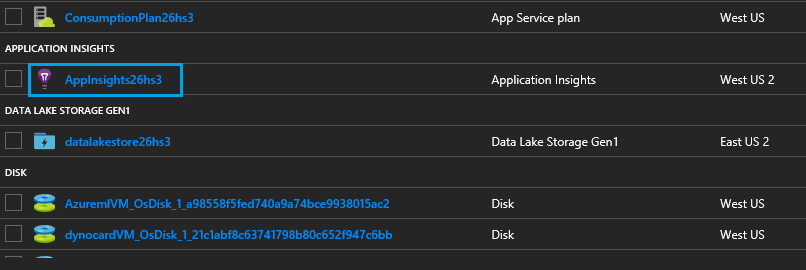 ConsumptionPlan26hs3 App Service plan West US
APPLICATION INSIGHTS
AppInsights26hs3 Application Insights West US 2
DATA LAKE STORAGE GEN1
datalakestore26hs3 Data Lake Storage Gen1 East US 2
DISK
AzuremlVM_OsDisk_1_a98558f5fed740a9a74bce9938015ac2 Disk West US
dynocardVM_OsDisk_1_21c1abf8c63741798b80c652f947c6bb Disk West US